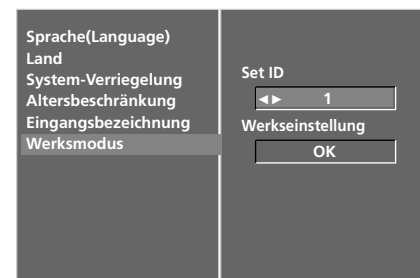 Sprache(Language)
Land
System-Verriegelung
Altersbeschränkung
Eingangsbezeichnung
Werksmodus
Set ID
◄► 1
Werkseinstellung
OK